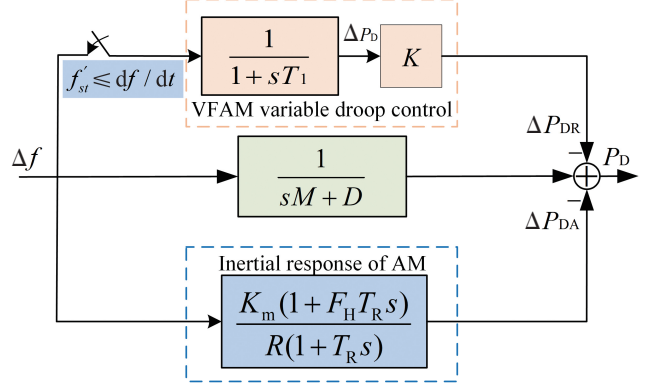 1
1 + sT₁
ΔP_D
K
f′_st ≤ df / dt
VFAM variable droop control
ΔP_DR
Δf
1
sM + D
P_D
ΔP_DA
Inertial response of AM
K_m(1 + F_H T_R s)
R(1 + T_R s)